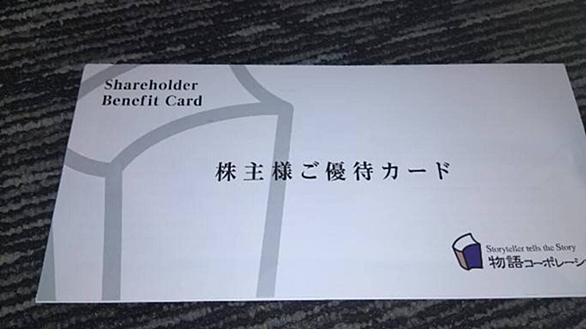 Shareholder
Benefit Card
株主様ご優待カード
Storyteller tells the Story
物語コーポレーシ